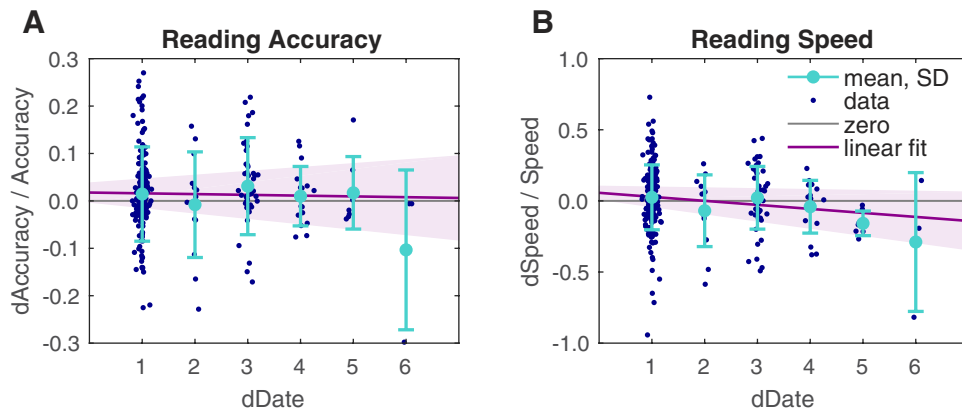 A
Reading Accuracy
0.3
0.2
0.1
0.0
-0.1
-0.2
-0.3
dAccuracy / Accuracy
1 2 3 4 5 6
dDate
B
Reading Speed
1.0
0.5
0.0
-0.5
-1.0
dSpeed / Speed
mean, SD
data
zero
linear fit
1 2 3 4 5 6
dDate